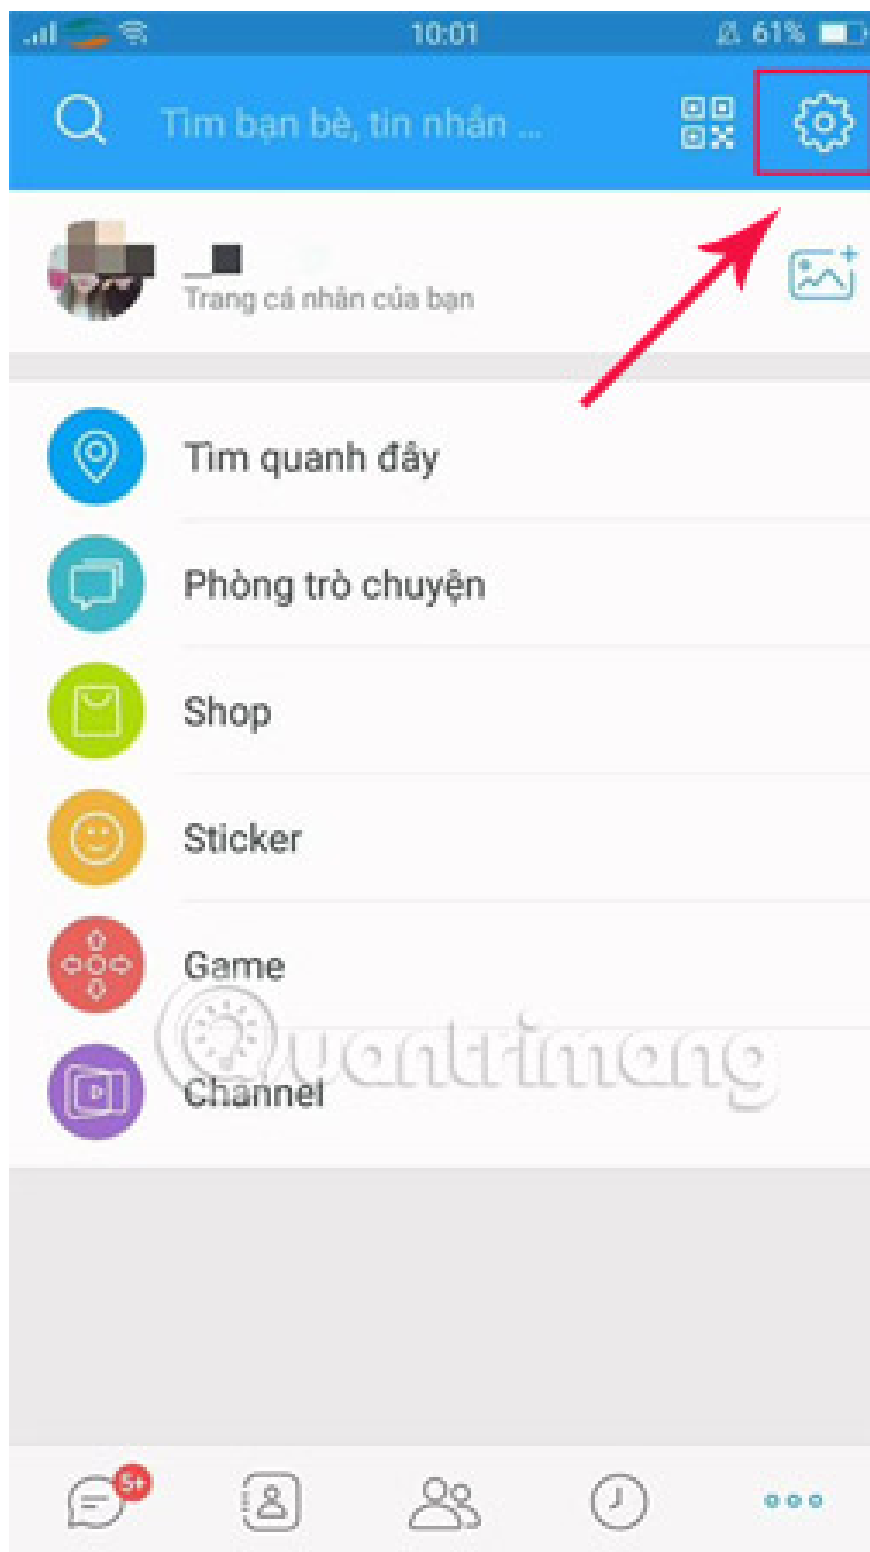 10:01
61%
Tìm bạn bè, tin nhắn ...
Trang cá nhân của bạn
Tìm quanh đây
Phòng trò chuyện
Shop
Sticker
Game
Quantrimang
Channel
5+